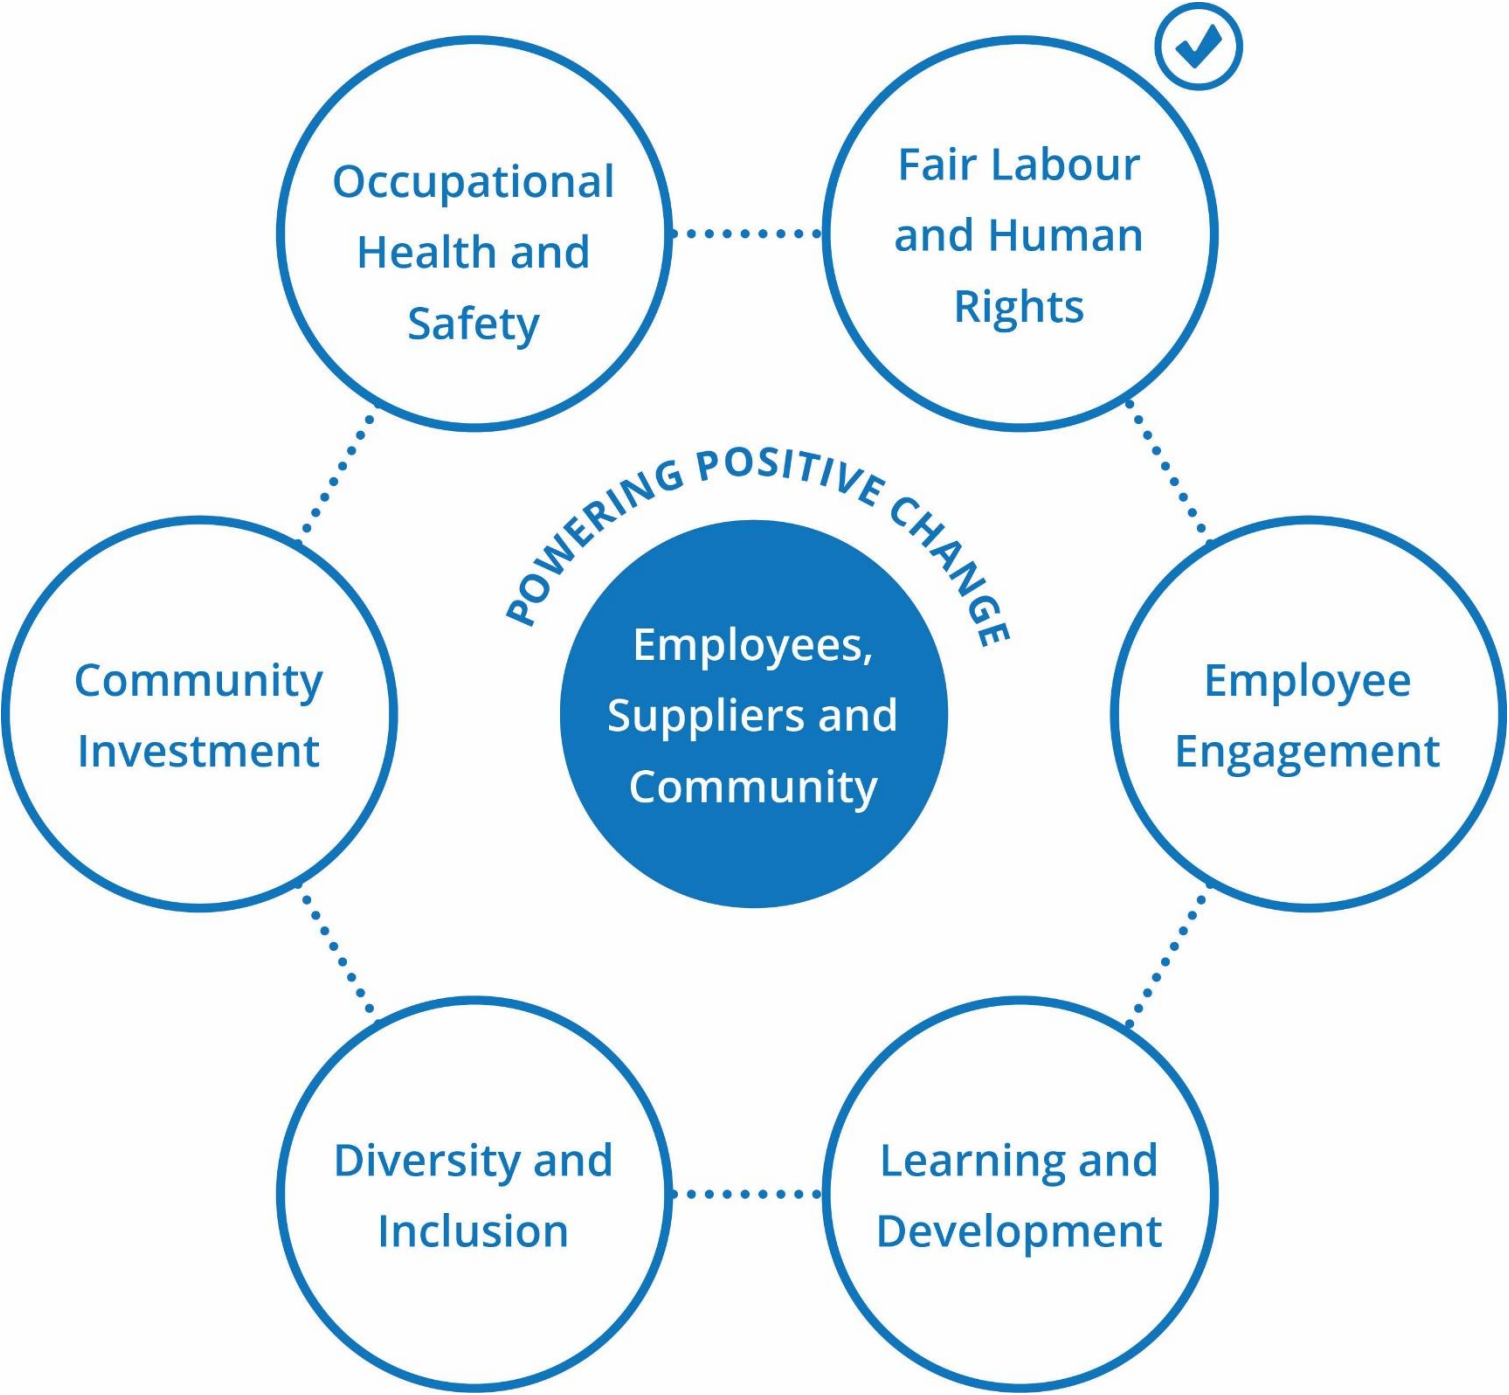 Occupational
Health and
Safety
Fair Labour
and Human
Rights
POWERING POSITIVE CHANGE
Employees,
Suppliers and
Community
Community
Investment
Employee
Engagement
Diversity and
Inclusion
Learning and
Development